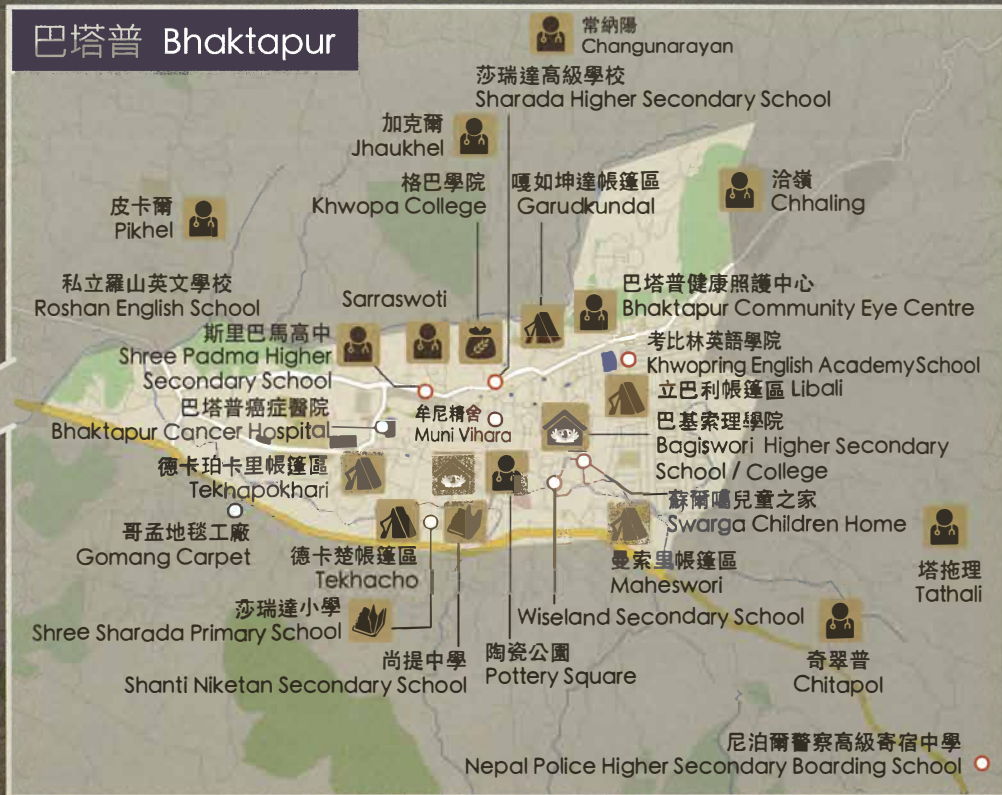 巴塔普 Bhaktapur
常納陽
Changunarayan
莎瑞達高級學校
Sharada Higher Secondary School
加克爾
Jhaukhel
格巴學院
Khwopa College
嘎如坤達帳篷區
Garudkundal
洽嶺
Chhaling
皮卡爾
Pikhel
私立羅山英文學校
Roshan English School
Sarraswoti
巴塔普健康照護中心
Bhaktapur Community Eye Centre
斯里巴馬高中
Shree Padma Higher
Secondary School
考比林英語學院
Khwopring English Academy School
立巴利帳篷區 Libali
巴塔普癌症醫院
Bhaktapur Cancer Hospital
牟尼精舍
Muni Vihara
巴基索理學院
Bagiswori Higher Secondary
School / College
德卡珀卡里帳篷區
Tekhapokhari
蘇爾噶兒童之家
Swarga Children Home
哥孟地毯工廠
Gomang Carpet
德卡楚帳篷區
Tekhacho
曼索里帳篷區
Maheswori
塔拖理
Tathali
莎瑞達小學
Shree Sharada Primary School
Wiseland Secondary School
尚提中學
Shanti Niketan Secondary School
陶瓷公園
Pottery Square
奇翠普
Chitapol
尼泊爾警察高級寄宿中學
Nepal Police Higher Secondary Boarding School